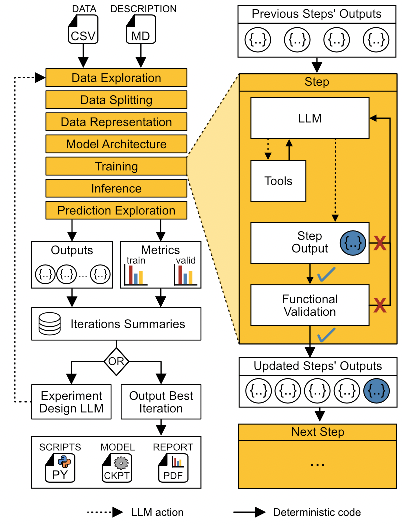 DATA
DESCRIPTION
CSV
MD
Data Exploration
Data Splitting
Data Representation
Model Architecture
Training
Inference
Prediction Exploration
Outputs
{..} {..} ... {..}
Metrics
train
valid
Iterations Summaries
OR
Experiment
Design LLM
Output Best
Iteration
SCRIPTS
MODEL
REPORT
PY
CKPT
PDF
Previous Steps' Outputs
{..} {..} {..} {..}
Step
LLM
Tools
Step
Output
{..}
Functional
Validation
Updated Steps' Outputs
{..} {..} {..} {..} {..}
Next Step
...
LLM action
Deterministic code